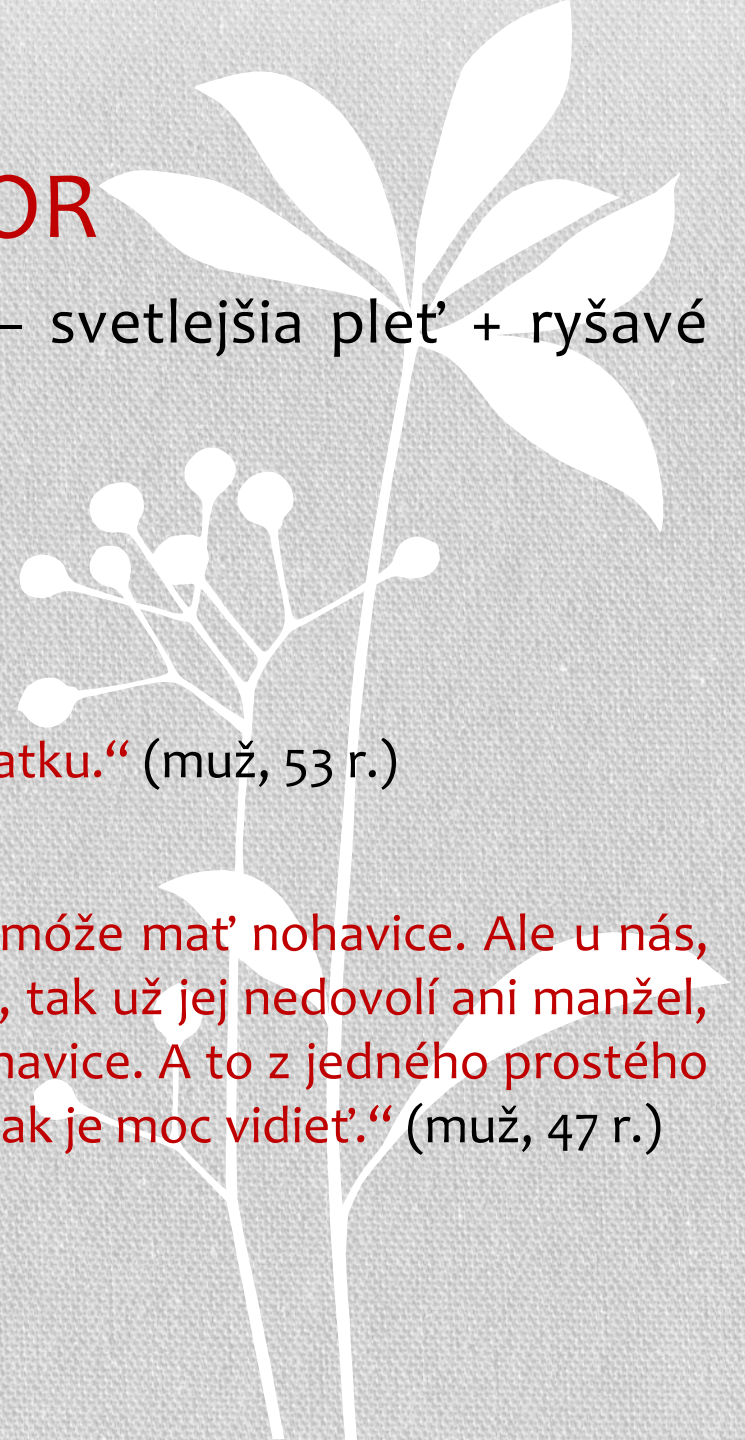 OR
– svetlejšia pleť + ryšavé
atku.“ (muž, 53 r.)
móže mať nohavice. Ale u nás,
, tak už jej nedovolí ani manžel,
havice. A to z jedného prostého
ak je moc vidieť.“ (muž, 47 r.)